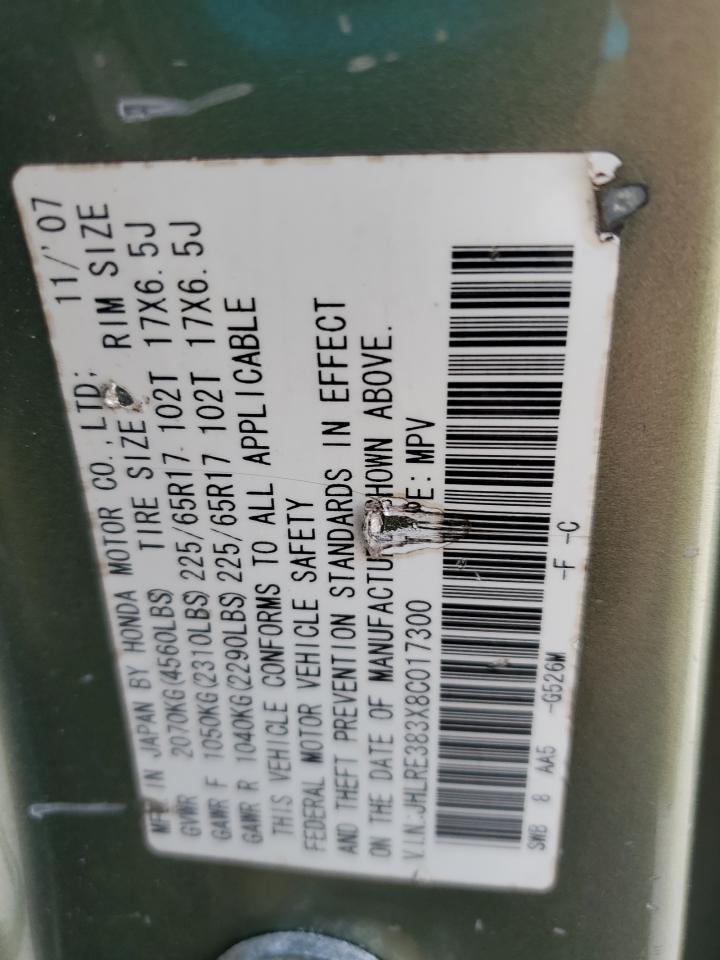 MFD IN JAPAN BY HONDA MOTOR CO.,LTD; 11/'07
GVWR 2070KG(4560LBS) TIRE SIZE RIM SIZE
GAWR F 1050KG(2310LBS) 225/65R17 102T 17X6.5J
GAWR R 1040KG(2290LBS) 225/65R17 102T 17X6.5J
THIS VEHICLE CONFORMS TO ALL APPLICABLE
FEDERAL MOTOR VEHICLE SAFETY
AND THEFT PREVENTION STANDARDS IN EFFECT
ON THE DATE OF MANUFACTU HOWN ABOVE.
V.I.N:JHLRE383X8C017300 PE:MPV
SWB 8 AA5 -G526M -F -C